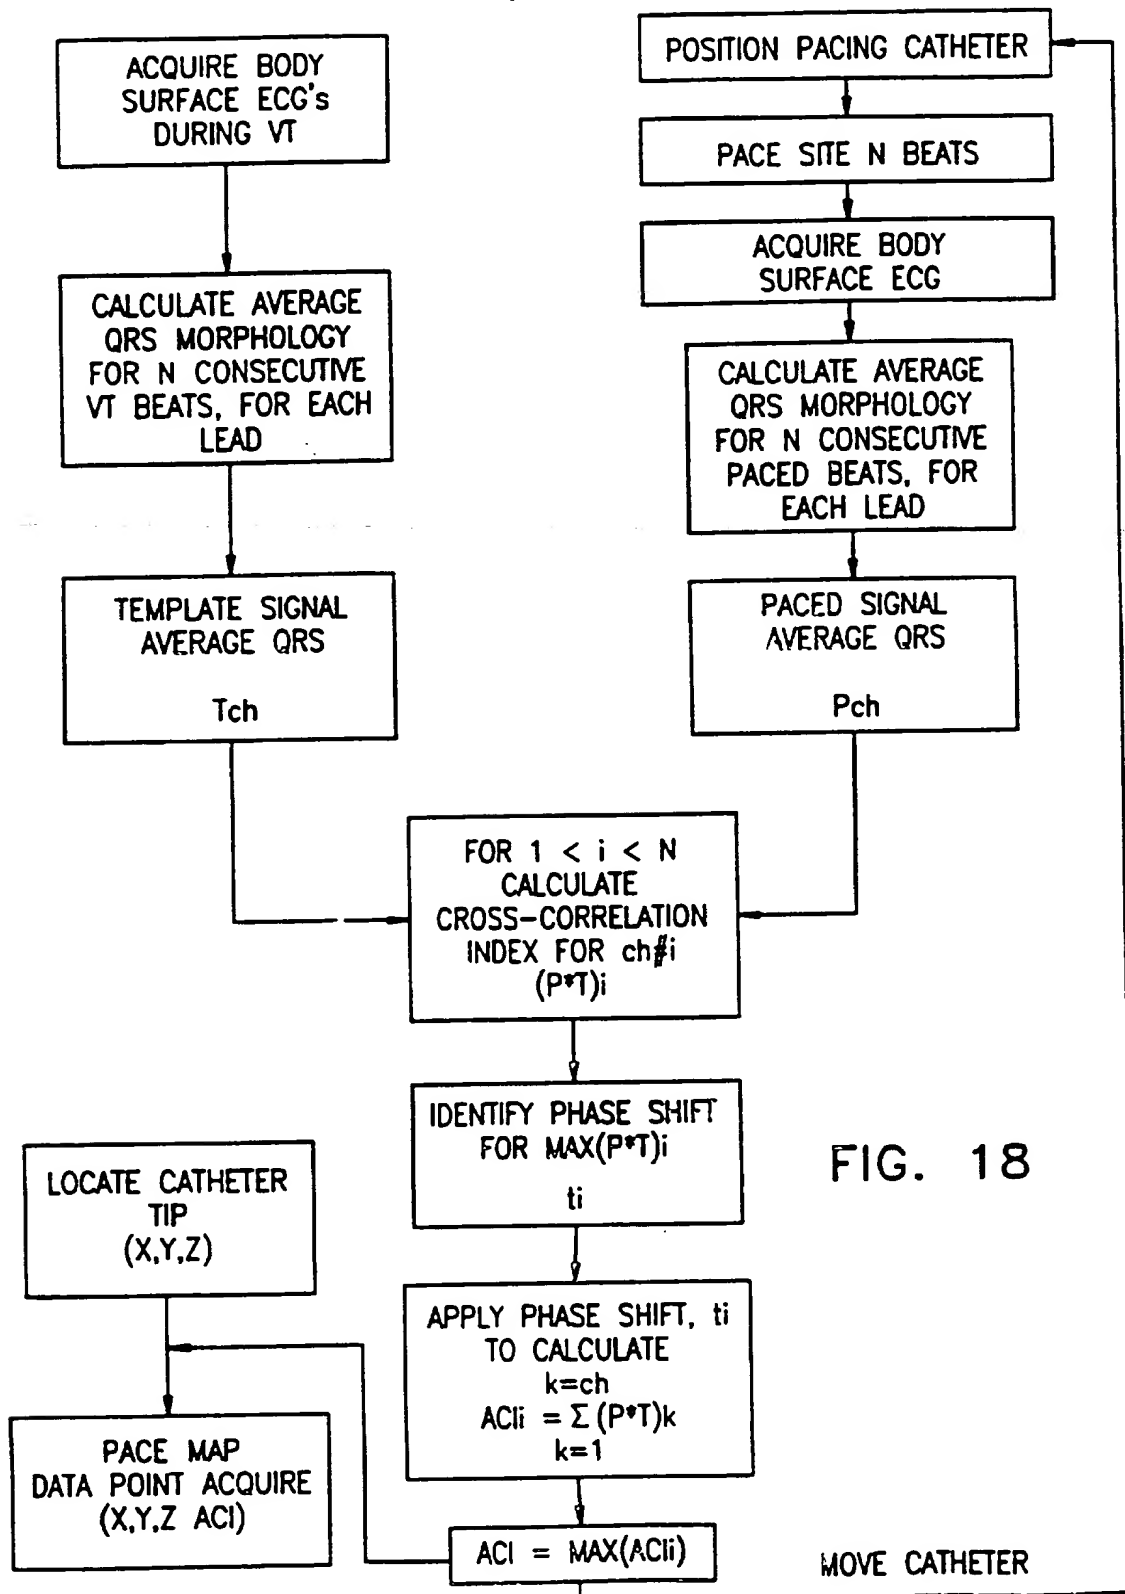 ACQUIRE BODY
SURFACE ECG's
DURING VT
CALCULATE AVERAGE
QRS MORPHOLOGY
FOR N CONSECUTIVE
VT BEATS, FOR EACH
LEAD
TEMPLATE SIGNAL
AVERAGE QRS
Tch
POSITION PACING CATHETER
PACE SITE N BEATS
ACQUIRE BODY
SURFACE ECG
CALCULATE AVERAGE
QRS MORPHOLOGY
FOR N CONSECUTIVE
PACED BEATS, FOR
EACH LEAD
PACED SIGNAL
AVERAGE QRS
Pch
FOR 1 < i < N
CALCULATE
CROSS-CORRELATION
INDEX FOR ch#i
(P*T)i
IDENTIFY PHASE SHIFT
FOR MAX(P*T)i
ti
FIG. 18
LOCATE CATHETER
TIP
(X,Y,Z)
APPLY PHASE SHIFT, ti
TO CALCULATE
k=ch
ACIi = Σ (P*T)k
k=1
PACE MAP
DATA POINT ACQUIRE
(X,Y,Z ACI)
ACI = MAX(ACIi)
MOVE CATHETER